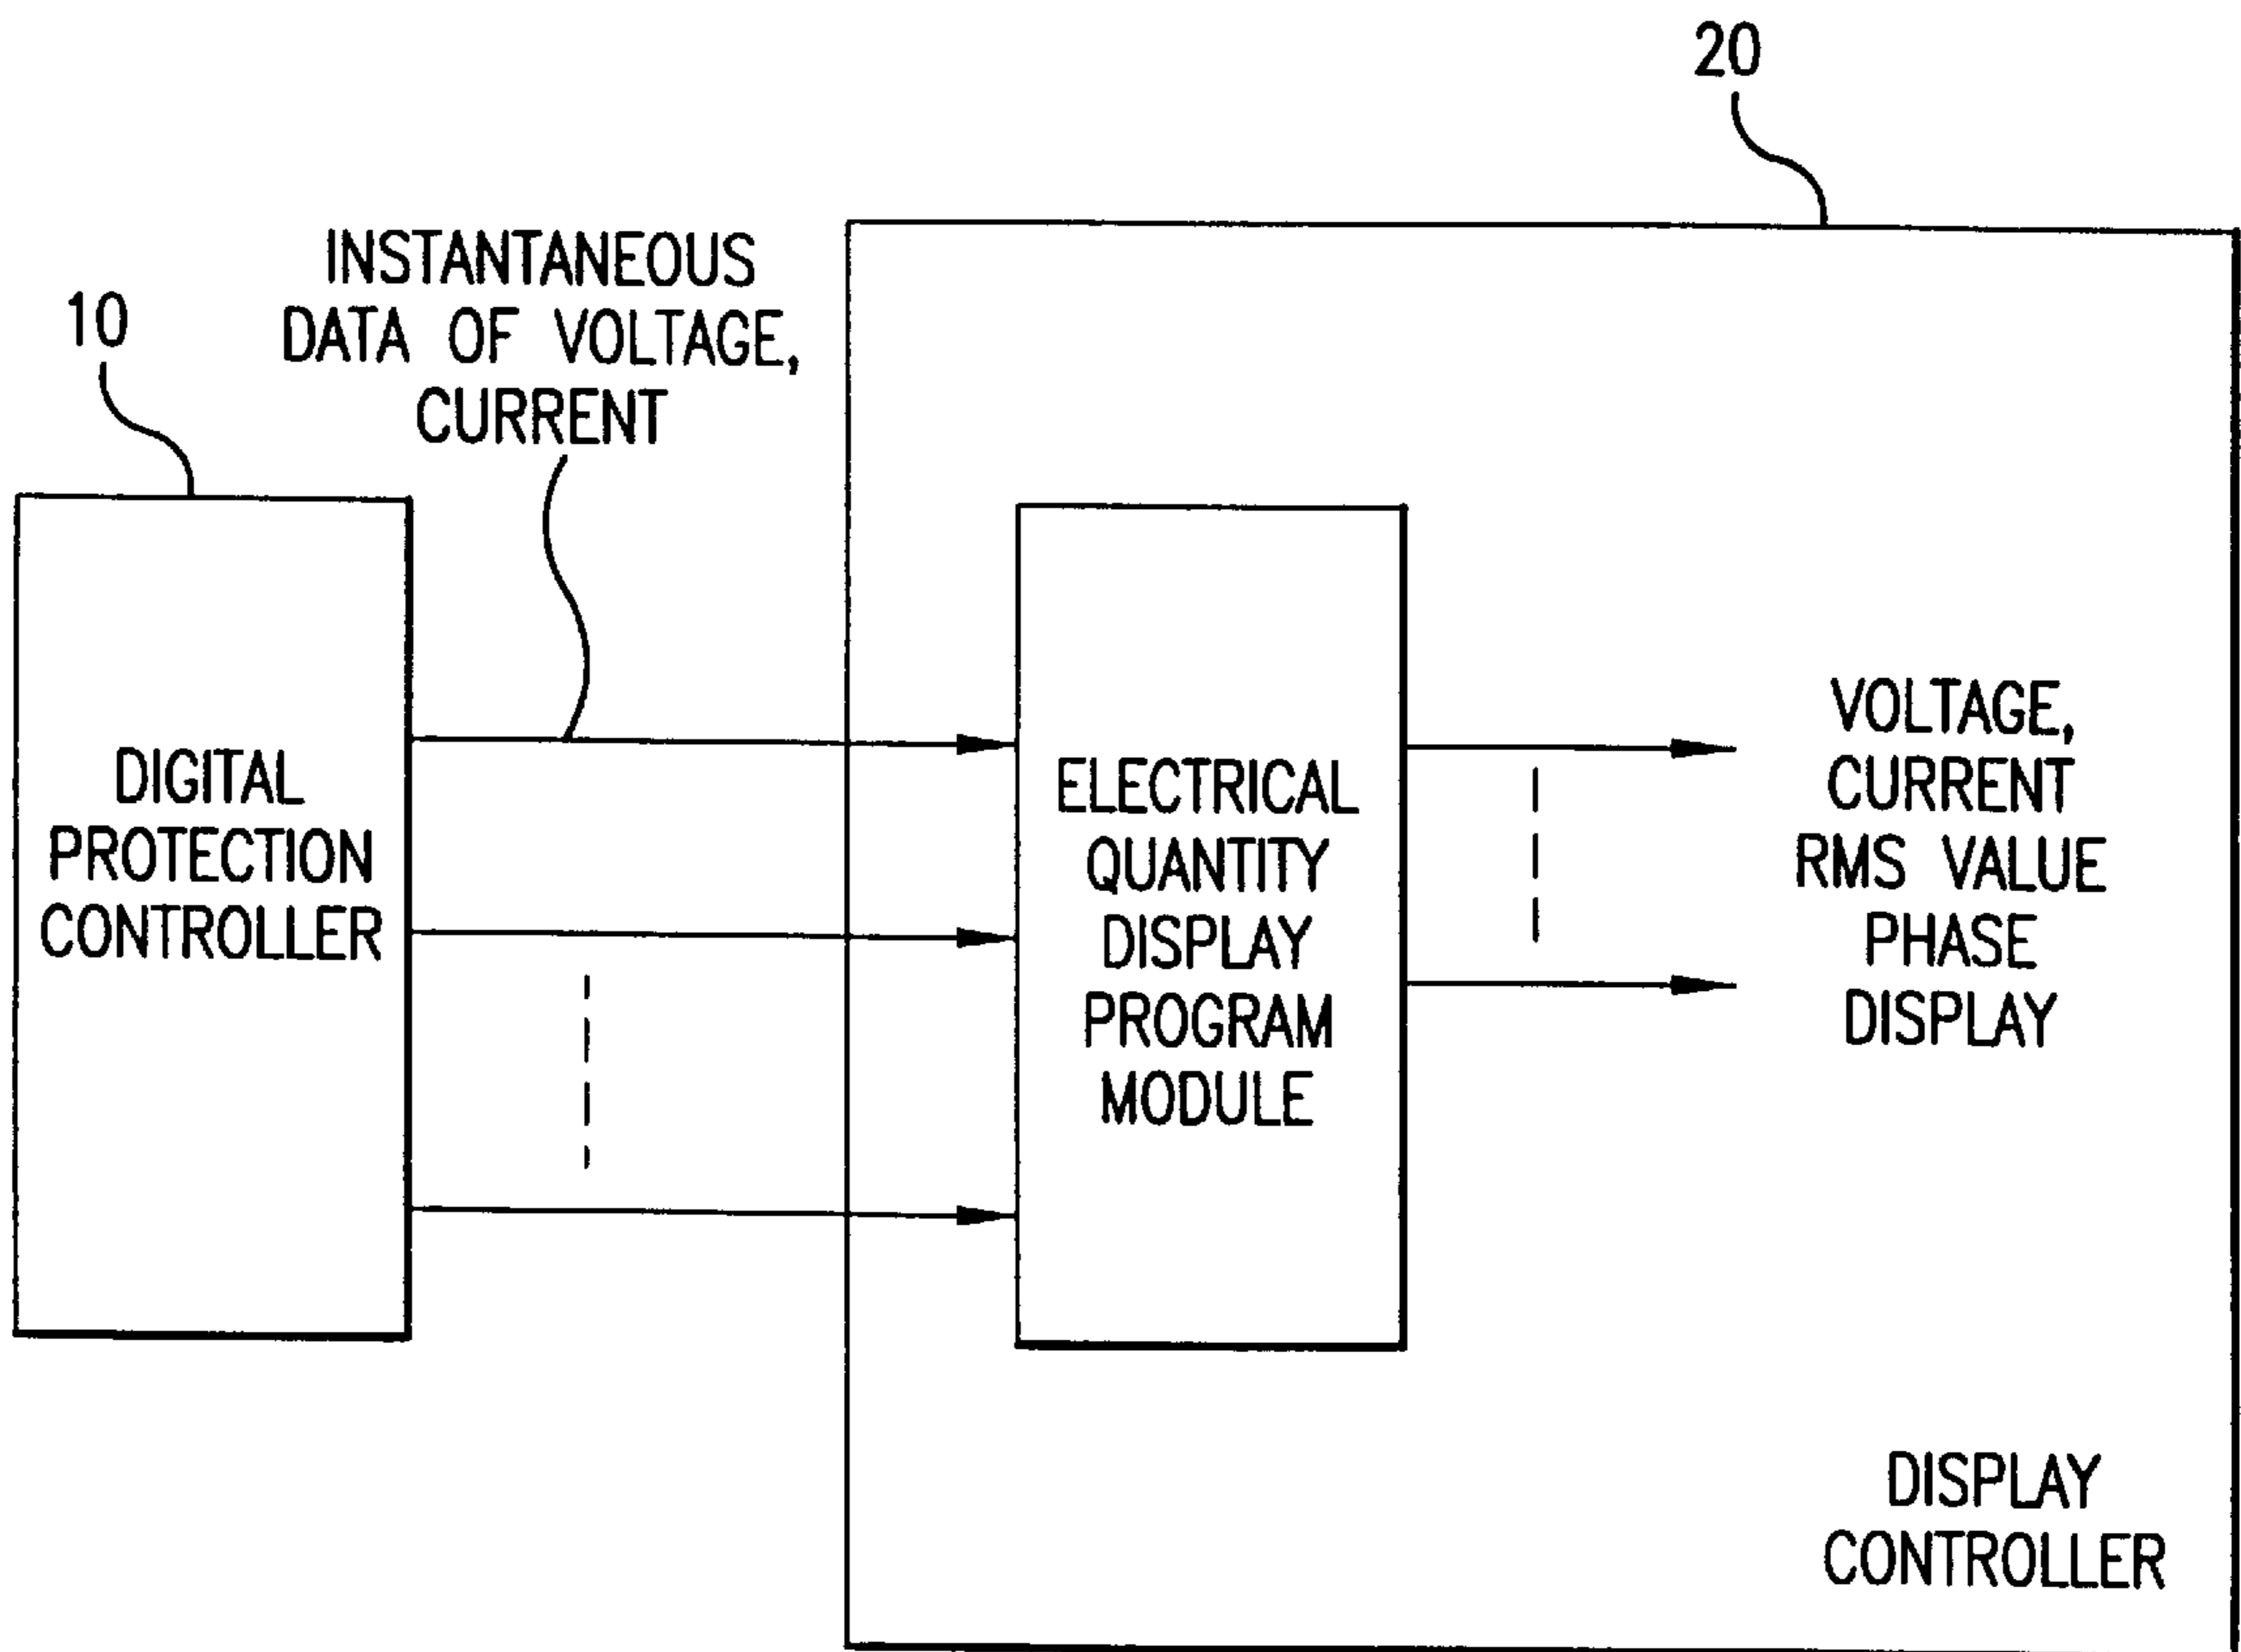 20
INSTANTANEOUS
DATA OF VOLTAGE,
CURRENT
10
DIGITAL
PROTECTION
CONTROLLER
ELECTRICAL
QUANTITY
DISPLAY
PROGRAM
MODULE
VOLTAGE,
CURRENT
RMS VALUE
PHASE
DISPLAY
DISPLAY
CONTROLLER